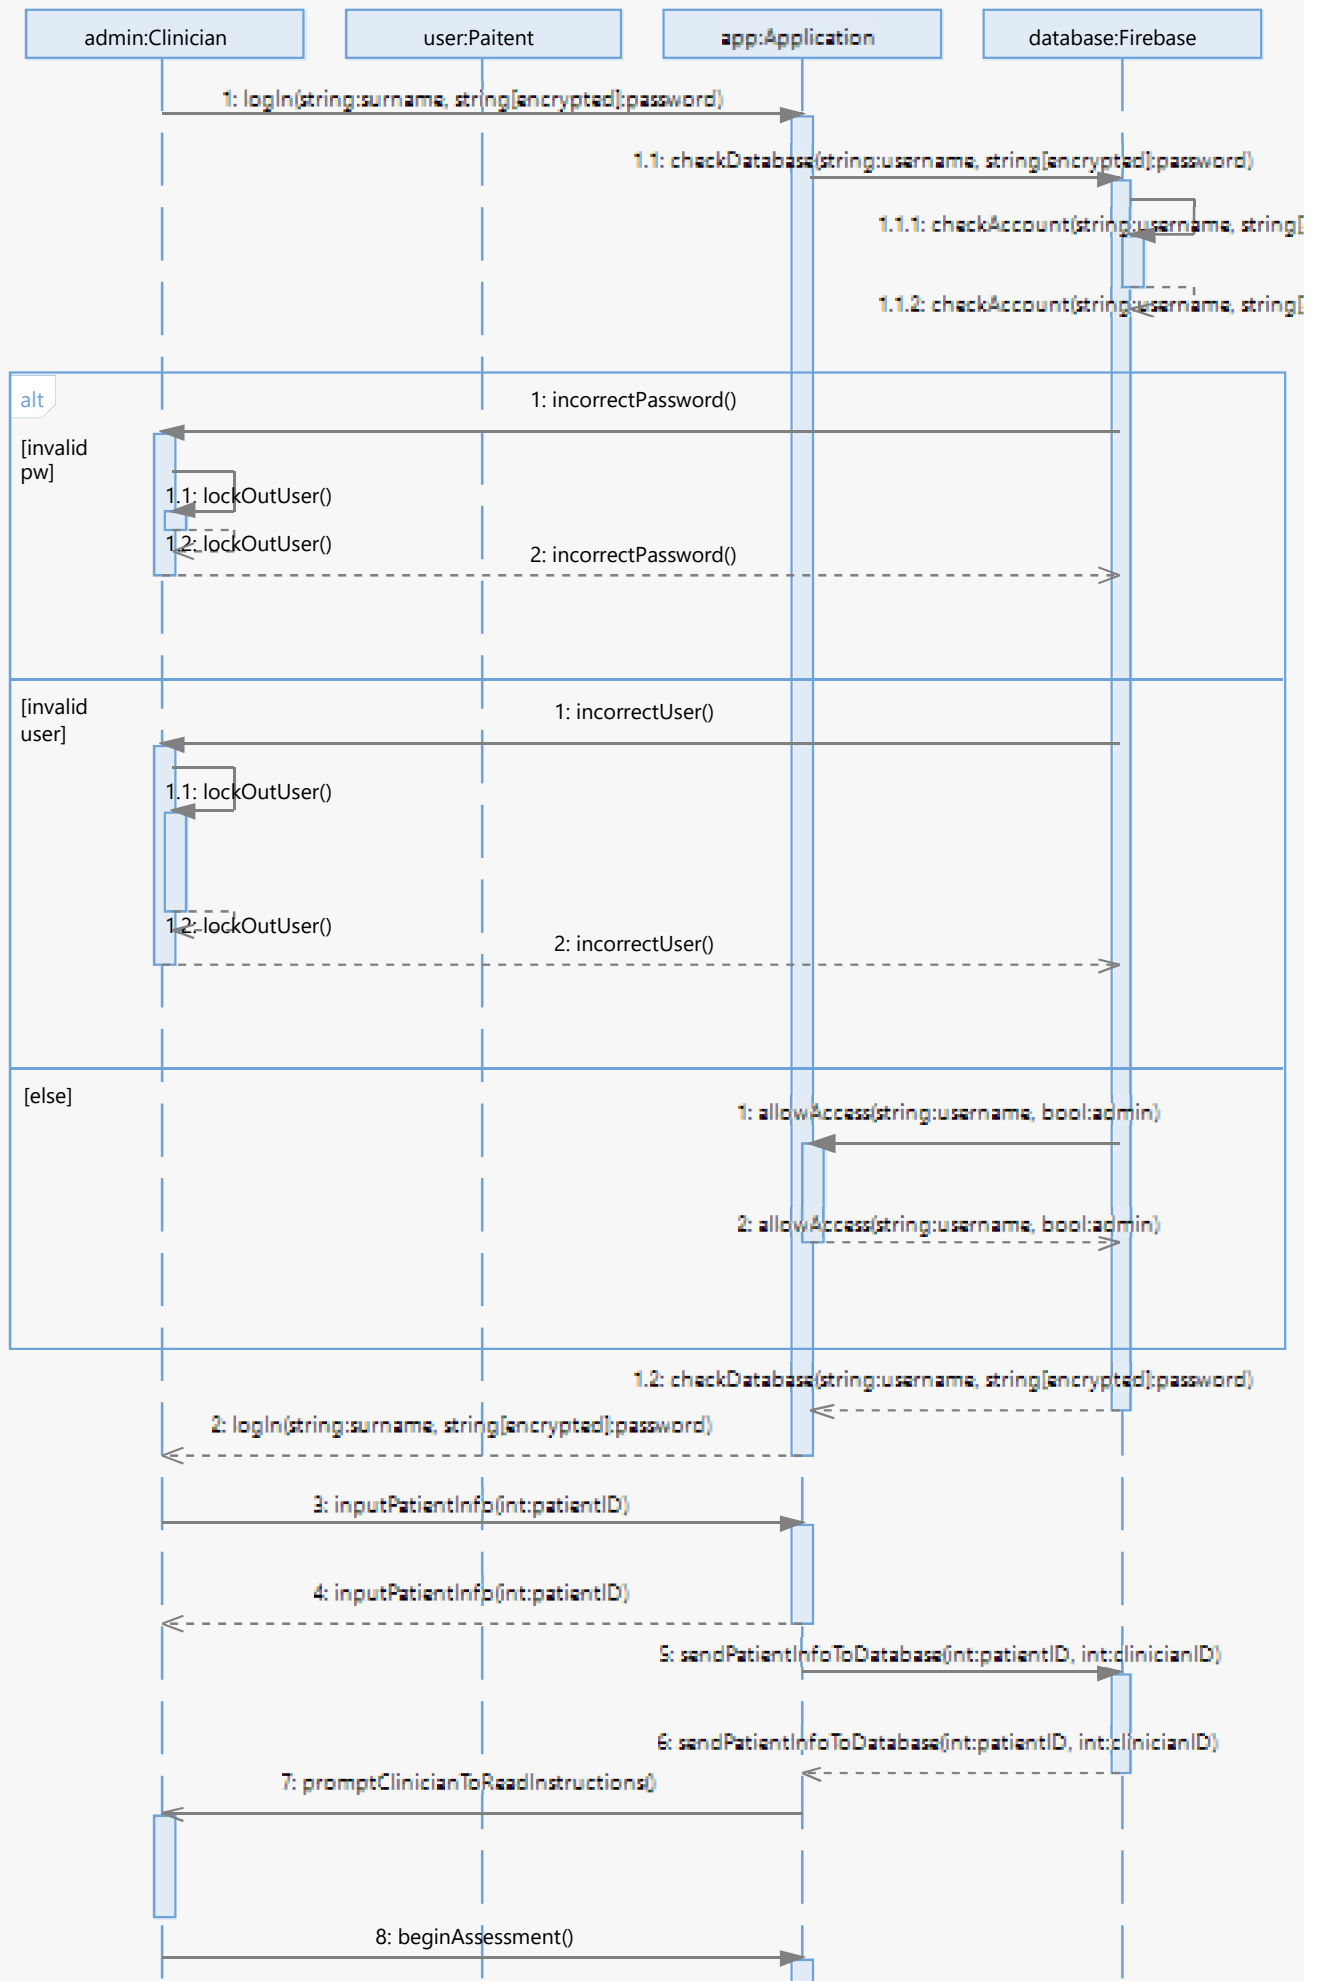 admin:Clinician
user:Paitent
app:Application
database:Firebase
1: logIn(string:surname, string[encrypted]:password)
1.1: checkDatabase(string:username, string[encrypted]:password)
1.1.1: checkAccount(string:username, string[
1.1.2: checkAccount(string:username, string[
alt
1: incorrectPassword()
[invalid
pw]
1.1: lockOutUser()
1.2: lockOutUser()
2: incorrectPassword()
[invalid
user]
1: incorrectUser()
1.1: lockOutUser()
1.2: lockOutUser()
2: incorrectUser()
[else]
1: allowAccess(string:username, bool:admin)
2: allowAccess(string:username, bool:admin)
1.2: checkDatabase(string:username, string[encrypted]:password)
2: logIn(string:surname, string[encrypted]:password)
3: inputPatientInfo(int:patientID)
4: inputPatientInfo(int:patientID)
5: sendPatientInfoToDatabase(int:patientID, int:clinicianID)
6: sendPatientInfoToDatabase(int:patientID, int:clinicianID)
7: promptClinicianToReadInstructions()
8: beginAssessment()